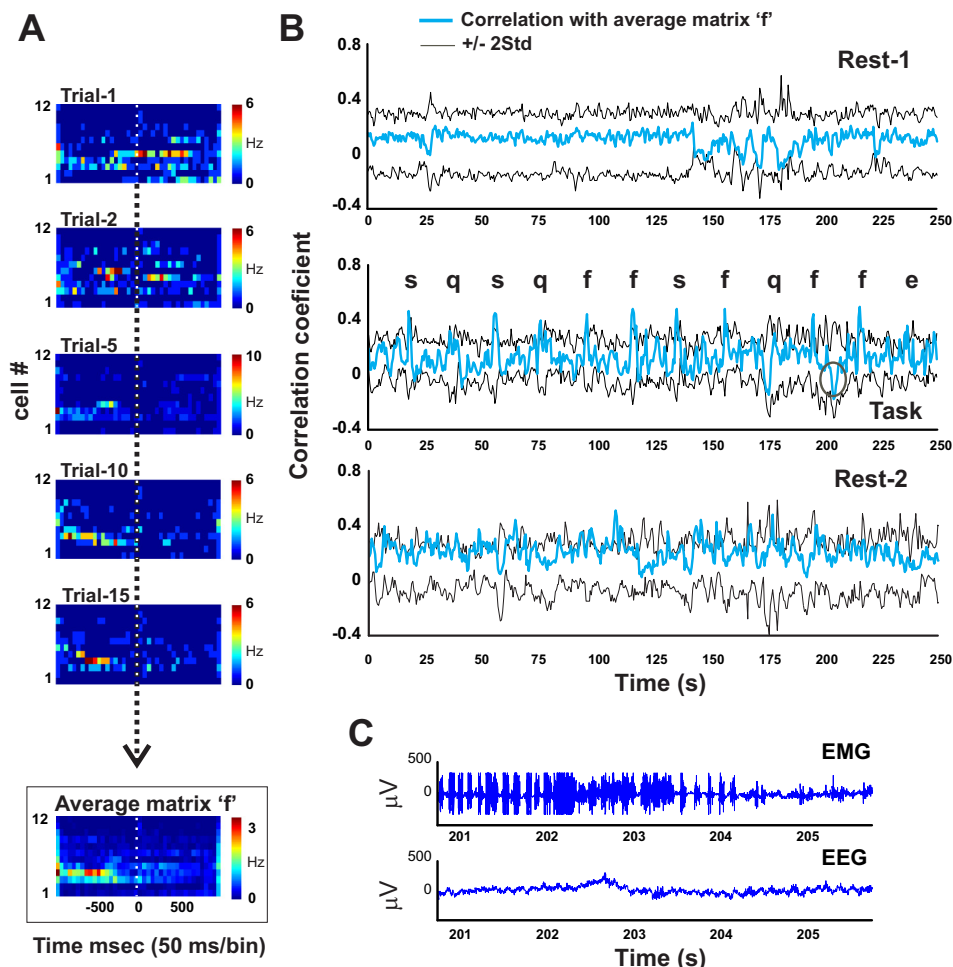 A
Trial-1
12
1
6
Hz
0
Trial-2
12
1
6
Hz
0
Trial-5
12
1
10
Hz
0
cell #
Trial-10
12
1
6
Hz
0
Trial-15
12
1
6
Hz
0
Average matrix ‘f’
12
1
3
Hz
0
-500 0 500
Time msec (50 ms/bin)
B
Correlation with average matrix ‘f’
+/- 2Std
Rest-1
0.8
0.4
0
-0.4
0 25 50 75 100 125 150 175 200 225 250
Correlation coeficient
s q s q f f s f q f f e
0.8
0.4
0
-0.4
Task
0 25 50 75 100 125 150 175 200 225 250
Rest-2
0.8
0.4
0
-0.4
0 25 50 75 100 125 150 175 200 225 250
Time (s)
C
EMG
500
0
μV
201 202 203 204 205
EEG
500
0
μV
201 202 203 204 205
Time (s)